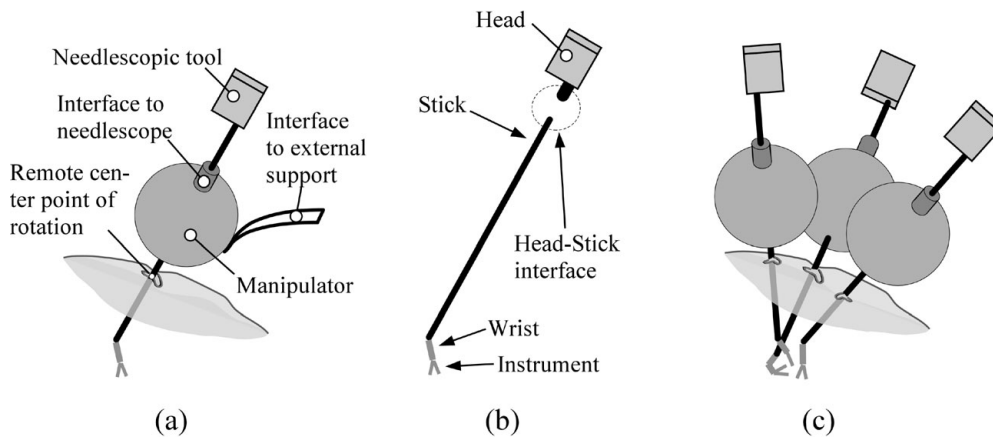 Needlescopic tool
Interface to
needlescope
Interface
to external
support
Remote cen-
ter point of
rotation
Manipulator
(a)
Head
Stick
Head-Stick
interface
Wrist
Instrument
(b)
(c)